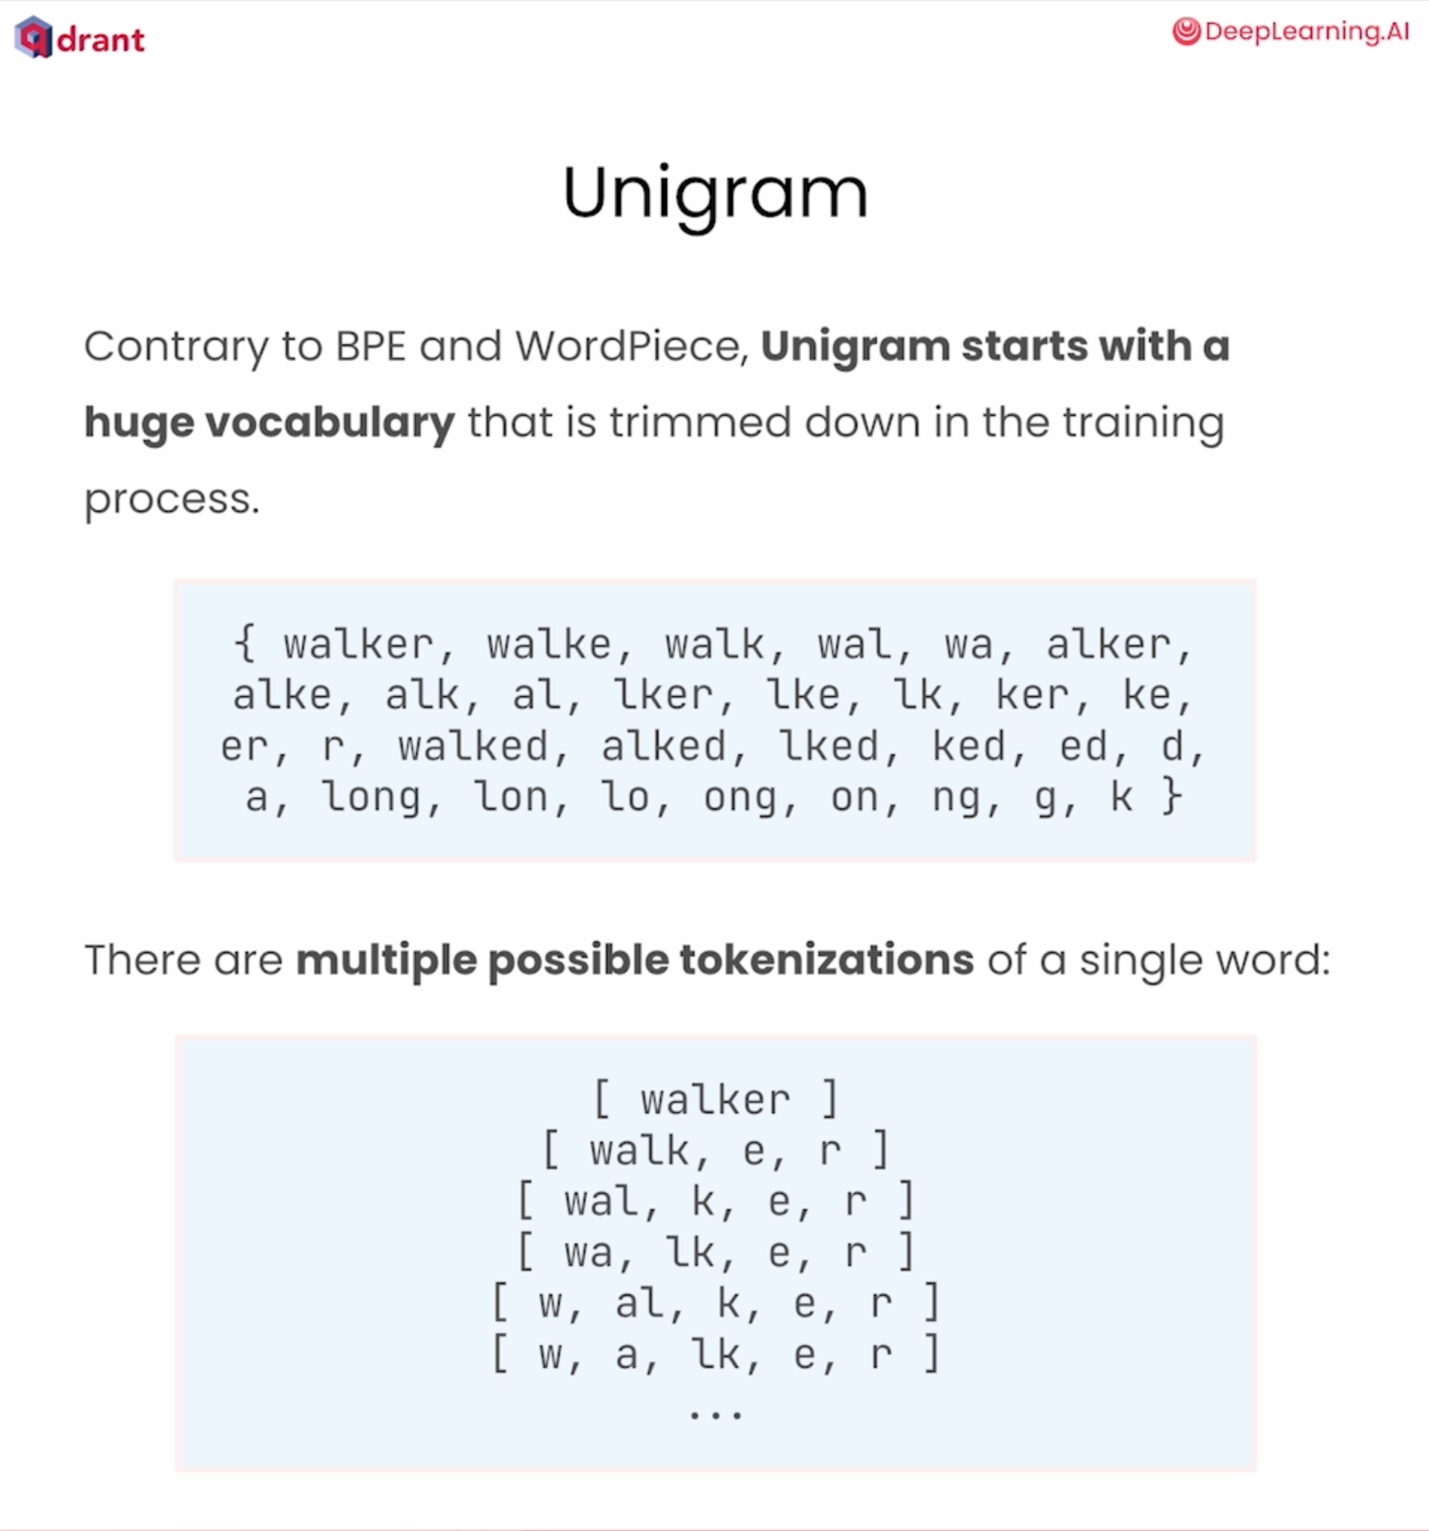 qdrant
DeepLearning.AI
Unigram
Contrary to BPE and WordPiece, Unigram starts with a
huge vocabulary that is trimmed down in the training
process.
{ walker, walke, walk, wal, wa, alker,
alke, alk, al, lker, lke, lk, ker, ke,
er, r, walked, alked, lked, ked, ed, d,
a, long, lon, lo, ong, on, ng, g, k }
There are multiple possible tokenizations of a single word:
[ walker ]
[ walk, e, r ]
[ wal, k, e, r ]
[ wa, lk, e, r ]
[ w, al, k, e, r ]
[ w, a, lk, e, r ]
...